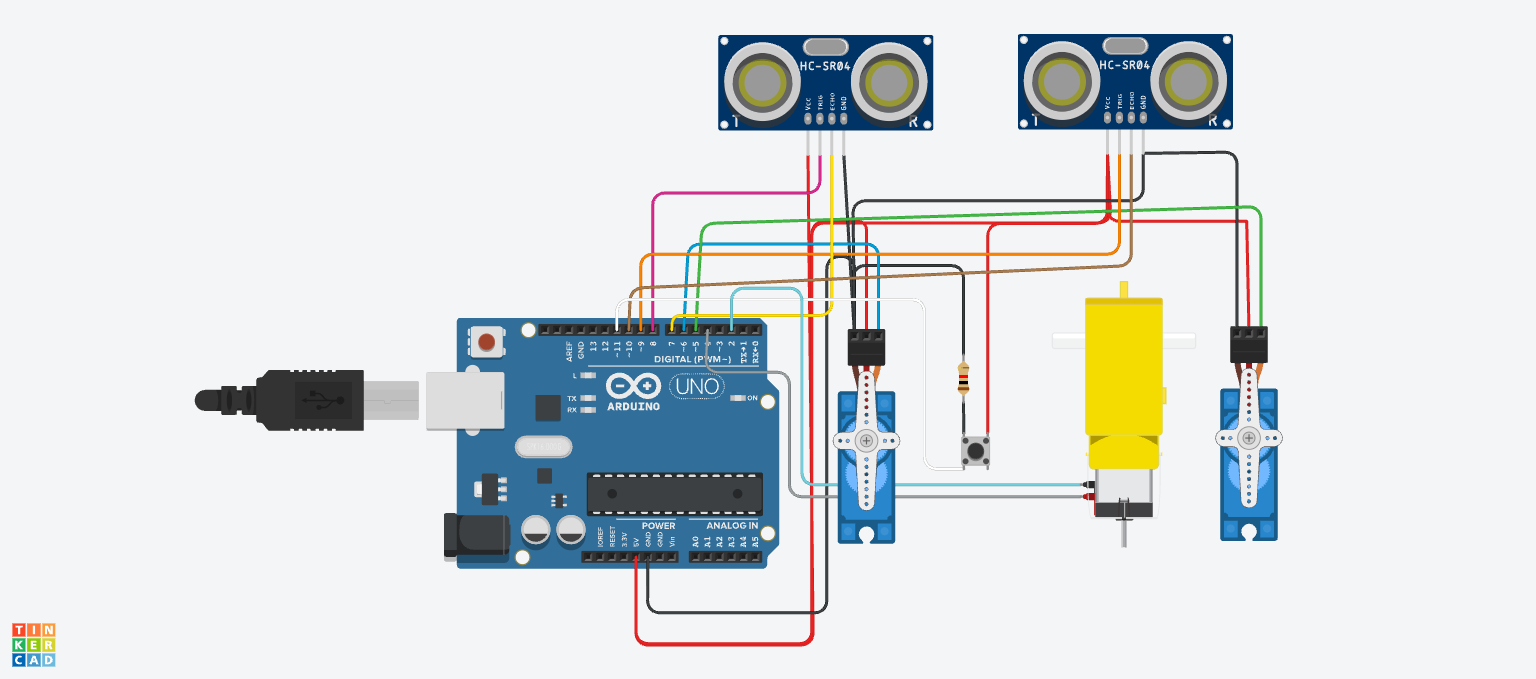 HC-SR04
VCC
TRIG
ECHO
GND
T
R
HC-SR04
VCC
TRIG
ECHO
GND
T
R
AREF
GND
13
12
~11
~10
~9
8
7
~6
~5
~3
2
TX→1
RX←0
DIGITAL (PWM~)
L
TX
RX
ARDUINO
UNO
ON
POWER
ANALOG IN
IOREF
RESET
3.3V
5V
GND
GND
Vin
A0
A1
A2
A3
A4
A5
TIN
KER
CAD